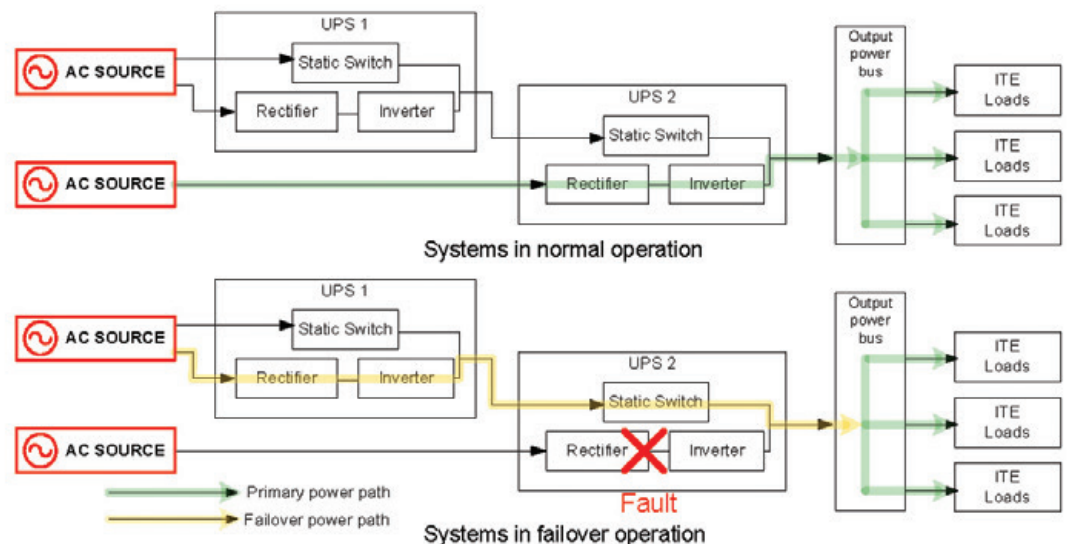 UPS 1
Static Switch
AC SOURCE
Rectifier
Inverter
UPS 2
Static Switch
AC SOURCE
Rectifier
Inverter
Output
power
bus
ITE
Loads
ITE
Loads
ITE
Loads
Systems in normal operation
UPS 1
Static Switch
AC SOURCE
Rectifier
Inverter
UPS 2
Static Switch
AC SOURCE
Rectifier
Inverter
Fault
Output
power
bus
ITE
Loads
ITE
Loads
ITE
Loads
Primary power path
Failover power path
Systems in failover operation